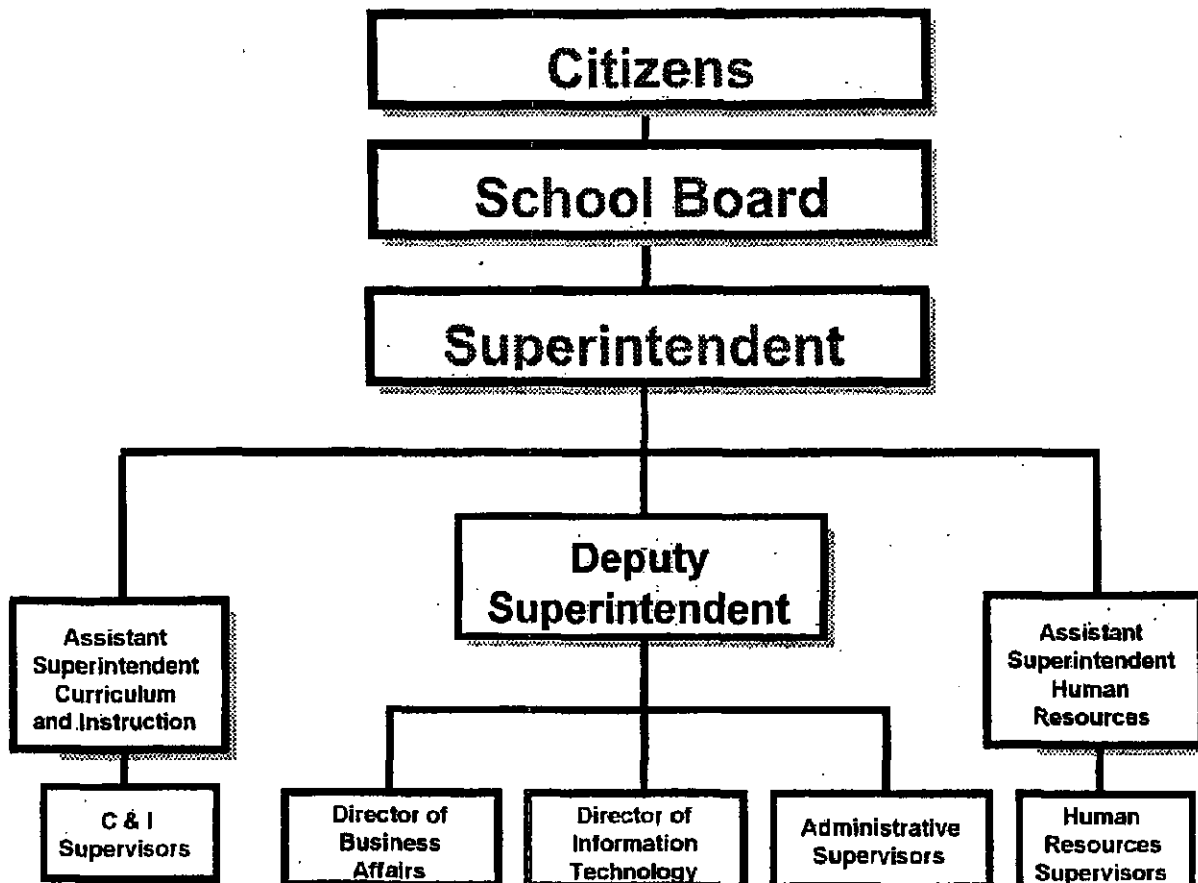 Citizens
School Board
Superintendent
Deputy
Superintendent
Assistant
Superintendent
Curriculum
and Instruction
Assistant
Superintendent
Human
Resources
C & I
Supervisors
Director of
Business
Affairs
Director of
Information
Technology
Administrative
Supervisors
Human
Resources
Supervisors